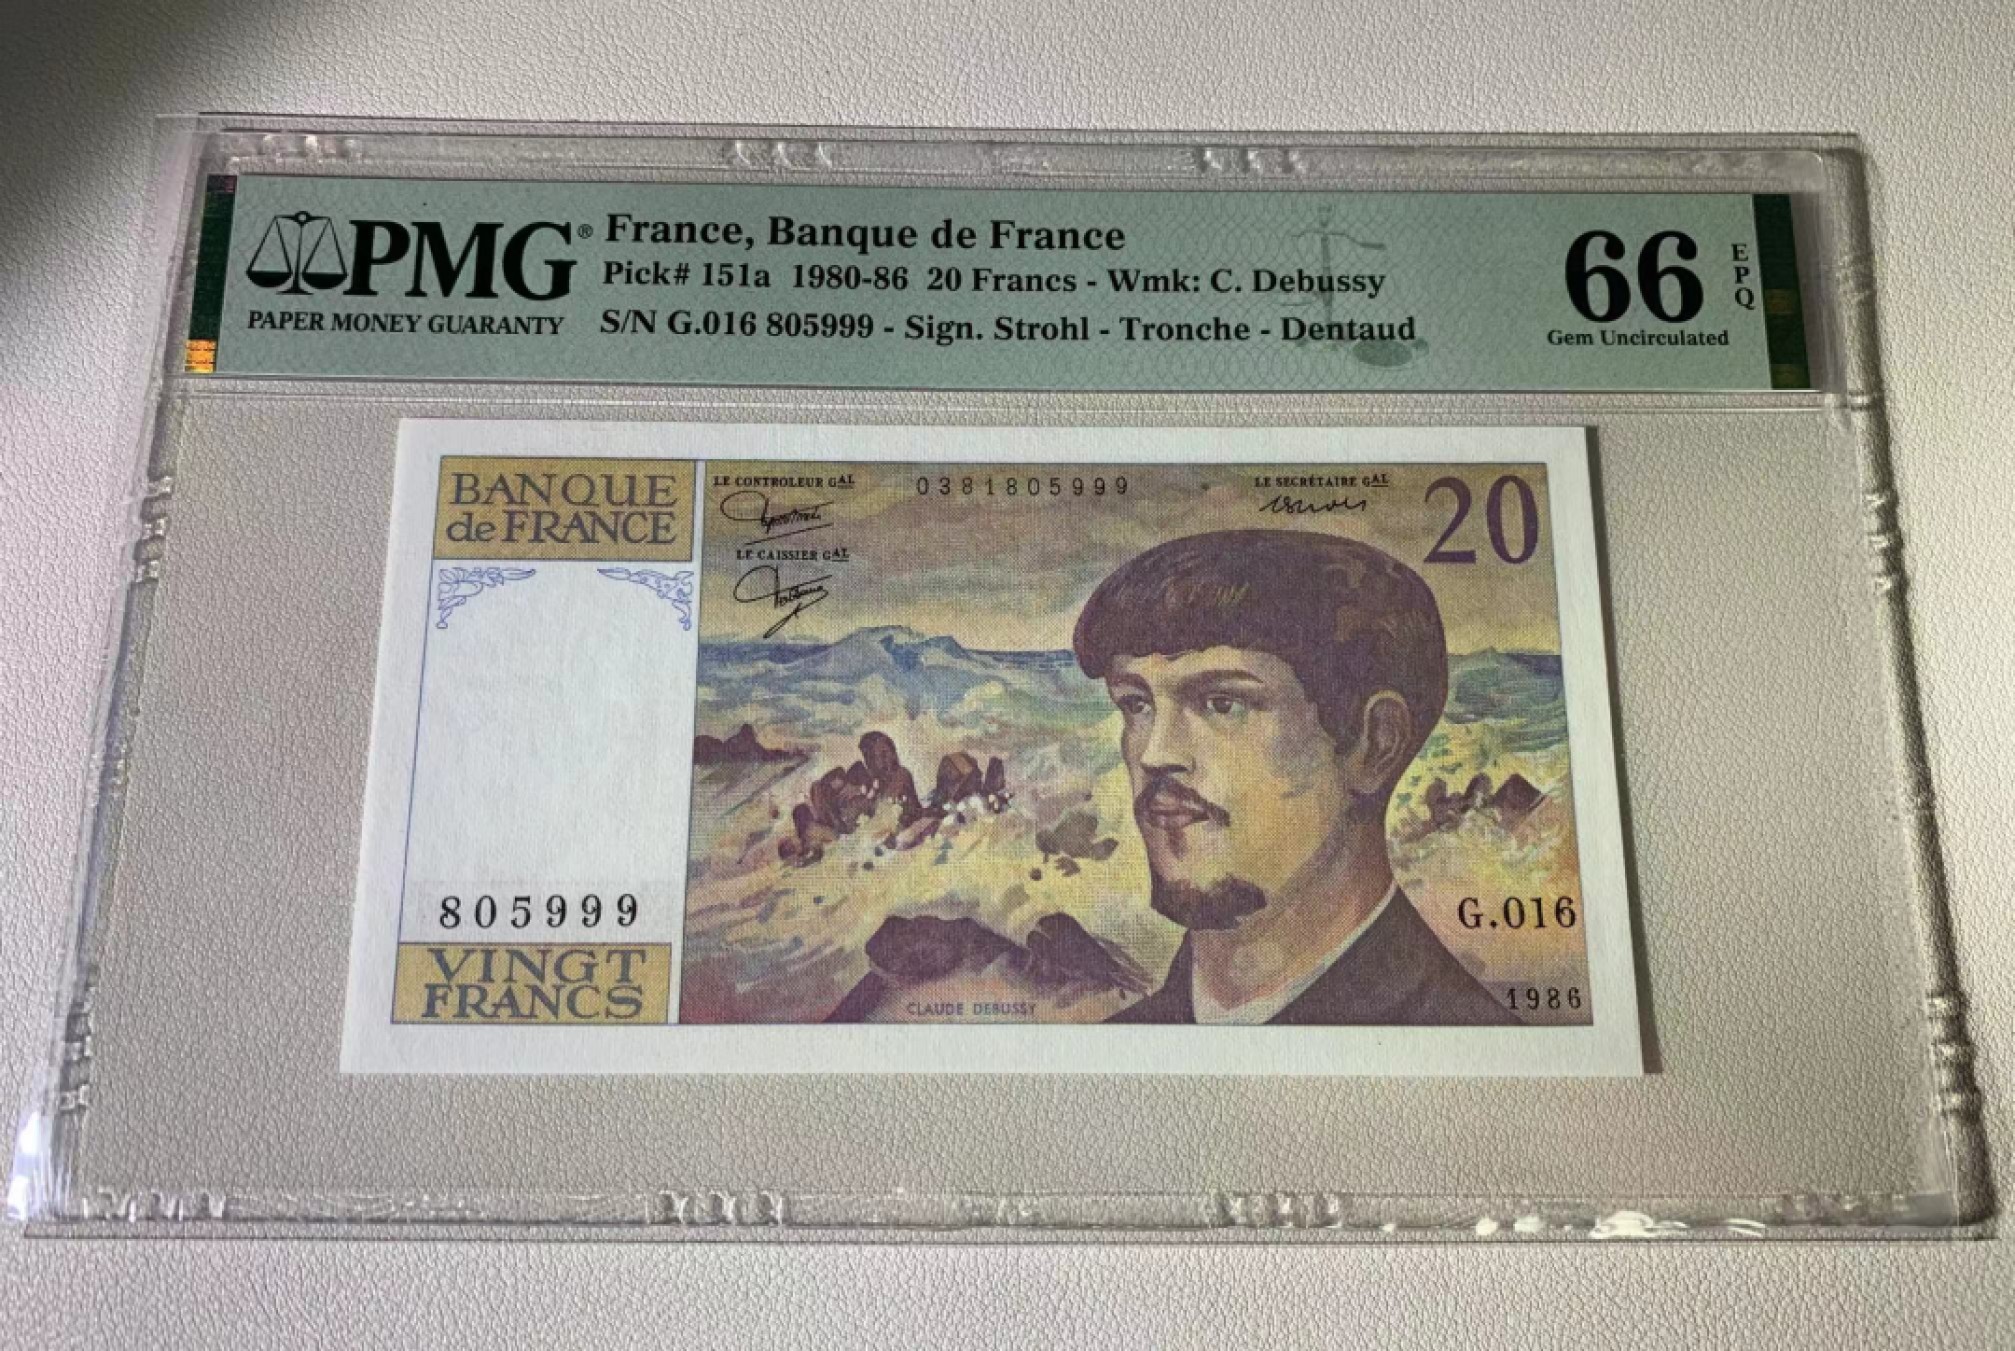 PMG®
PAPER MONEY GUARANTY
France, Banque de France
Pick# 151a 1980-86 20 Francs - Wmk: C. Debussy
S/N G.016 805999 - Sign. Strohl - Tronche - Dentaud
66
EPQ
Gem Uncirculated
BANQUE
de FRANCE
LE CONTROLEUR GAL
0381805999
LE SECRÉTAIRE GAL
20
LE CAISSIER GAL
805999
G.016
VINGT
FRANCS
CLAUDE DEBUSSY
1986